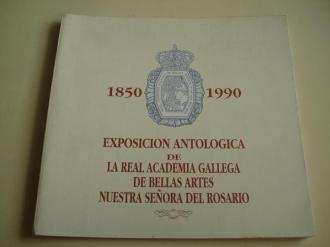 1850 1990
EXPOSICION ANTOLOGICA
DE
LA REAL ACADEMIA GALLEGA
DE BELLAS ARTES
NUESTRA SEÑORA DEL ROSARIO